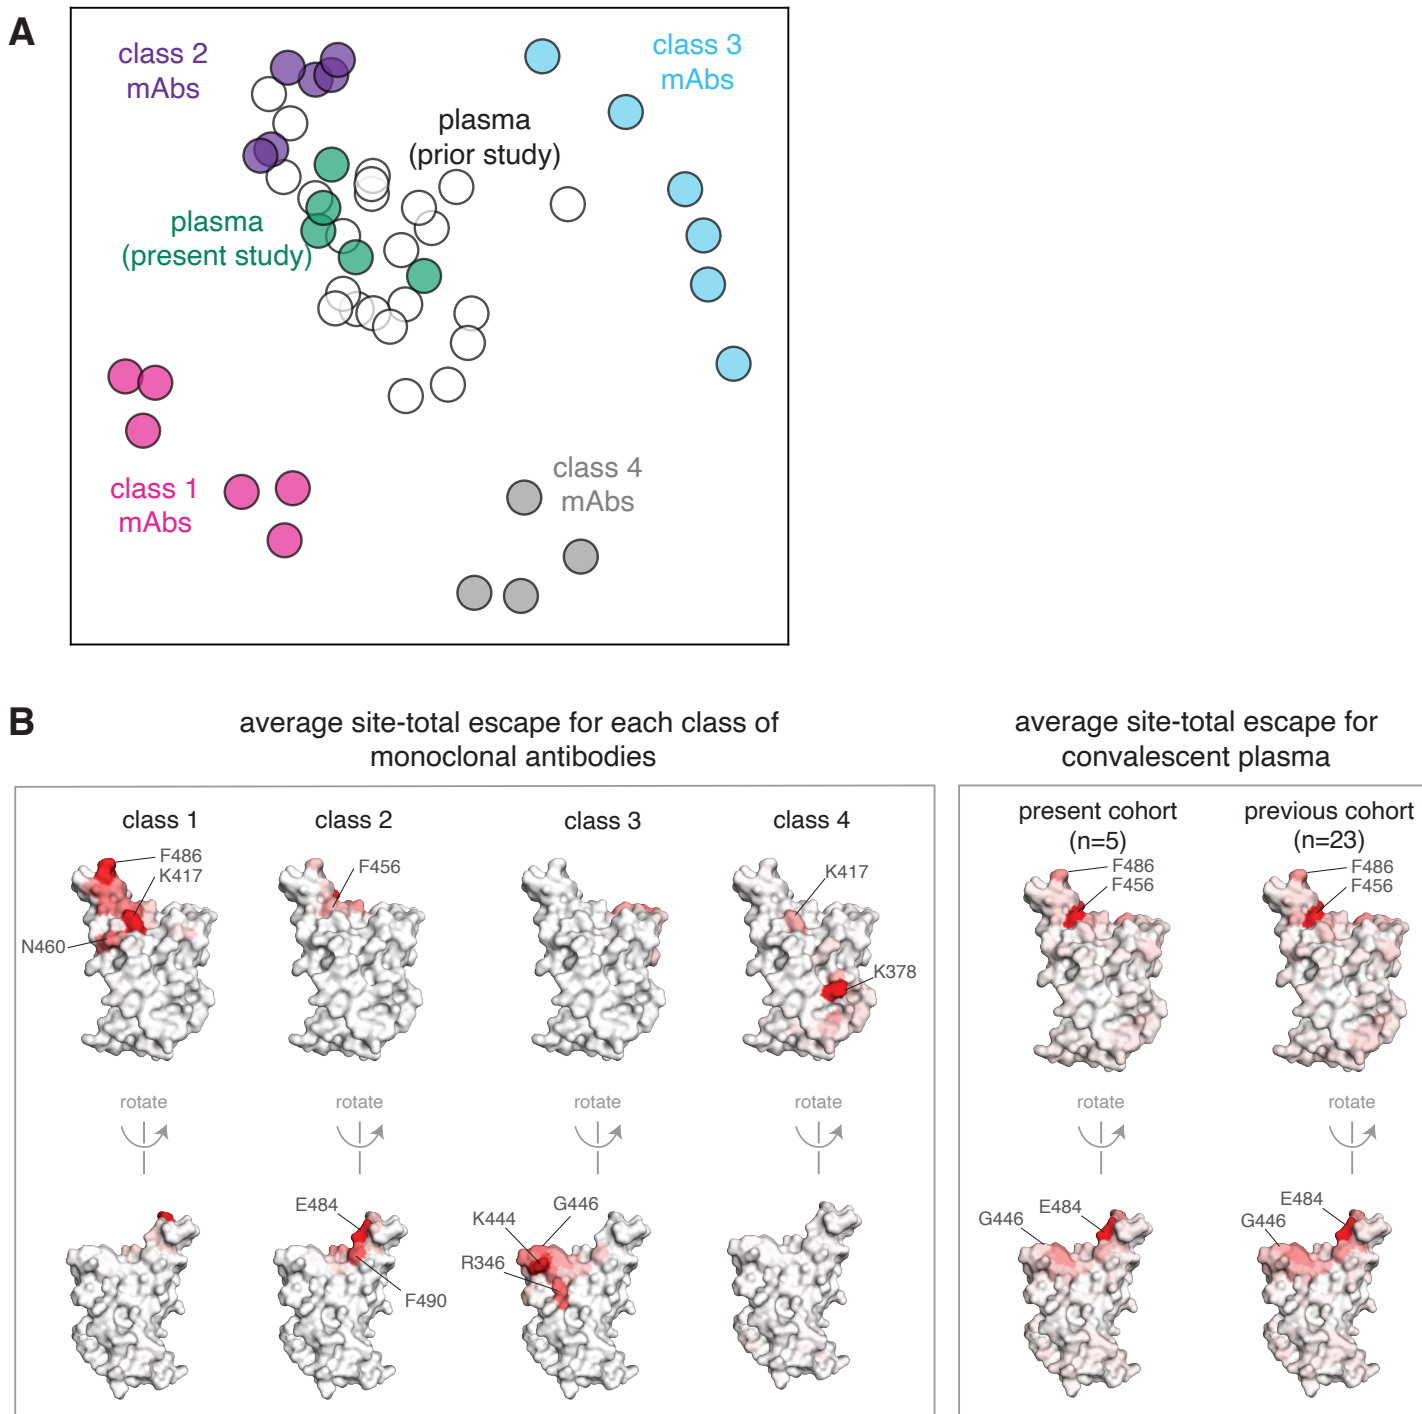 A
class 2
mAbs
class 3
mAbs
plasma
(prior study)
plasma
(present study)
class 4
mAbs
class 1
mAbs
B
average site-total escape for each class of
monoclonal antibodies
average site-total escape for
convalescent plasma
class 1
class 2
class 3
class 4
present cohort
(n=5)
previous cohort
(n=23)
F486
K417
N460
F456
K417
K378
F486
F456
F486
F456
rotate
rotate
rotate
rotate
rotate
rotate
E484
F490
K444
G446
R346
G446
E484
G446
E484